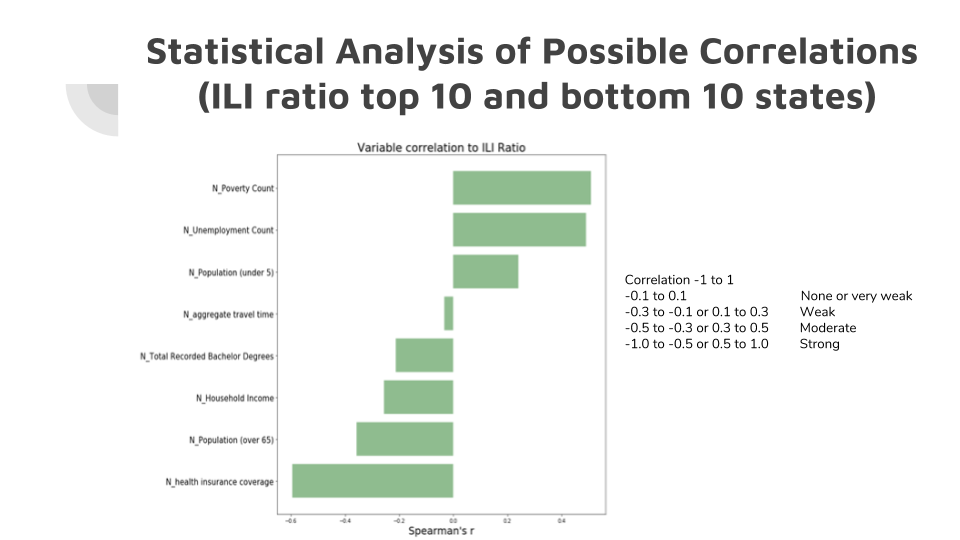 Statistical Analysis of Possible Correlations
(ILI ratio top 10 and bottom 10 states)
Variable correlation to ILI Ratio
N_Poverty Count
N_Unemployment Count
N_Population (under 5)
N_aggregate travel time
N_Total Recorded Bachelor Degrees
N_Household Income
N_Population (over 65)
N_health insurance coverage
-0.6 -0.4 -0.2 0.0 0.2 0.4
Spearman's r
Correlation -1 to 1
-0.1 to 0.1 None or very weak
-0.3 to -0.1 or 0.1 to 0.3 Weak
-0.5 to -0.3 or 0.3 to 0.5 Moderate
-1.0 to -0.5 or 0.5 to 1.0 Strong